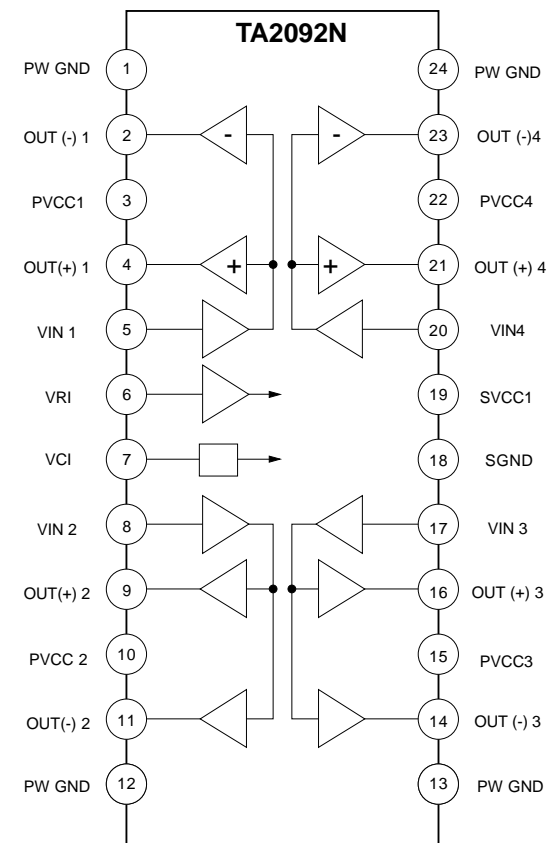 TA2092N
PW GND 1 24 PW GND
OUT (-) 1 2 - - 23 OUT (-)4
PVCC1 3 22 PVCC4
OUT(+) 1 4 + + 21 OUT (+) 4
VIN 1 5 20 VIN4
VRI 6 19 SVCC1
VCI 7 18 SGND
VIN 2 8 17 VIN 3
OUT(+) 2 9 16 OUT (+) 3
PVCC 2 10 15 PVCC3
OUT(-) 2 11 14 OUT (-) 3
PW GND 12 13 PW GND